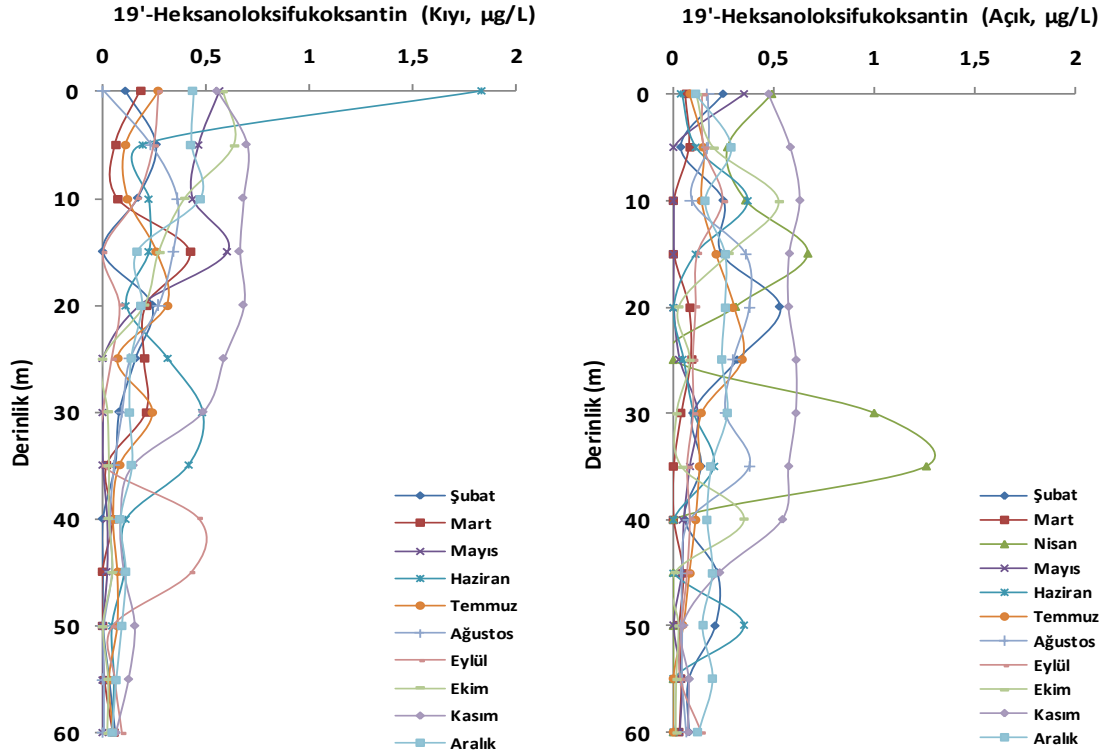 19'-Heksanoloksifukoksantin (Kıyı, µg/L)
0 0,5 1 1,5 2
0
10
20
30
40
50
60
Derinlik (m)
Şubat
Mart
Mayıs
Haziran
Temmuz
Ağustos
Eylül
Ekim
Kasım
Aralık
19'-Heksanoloksifukoksantin (Açık, µg/L)
0 0,5 1 1,5 2
0
10
20
30
40
50
60
Derinlik (m)
Şubat
Mart
Nisan
Mayıs
Haziran
Temmuz
Ağustos
Eylül
Ekim
Kasım
Aralık